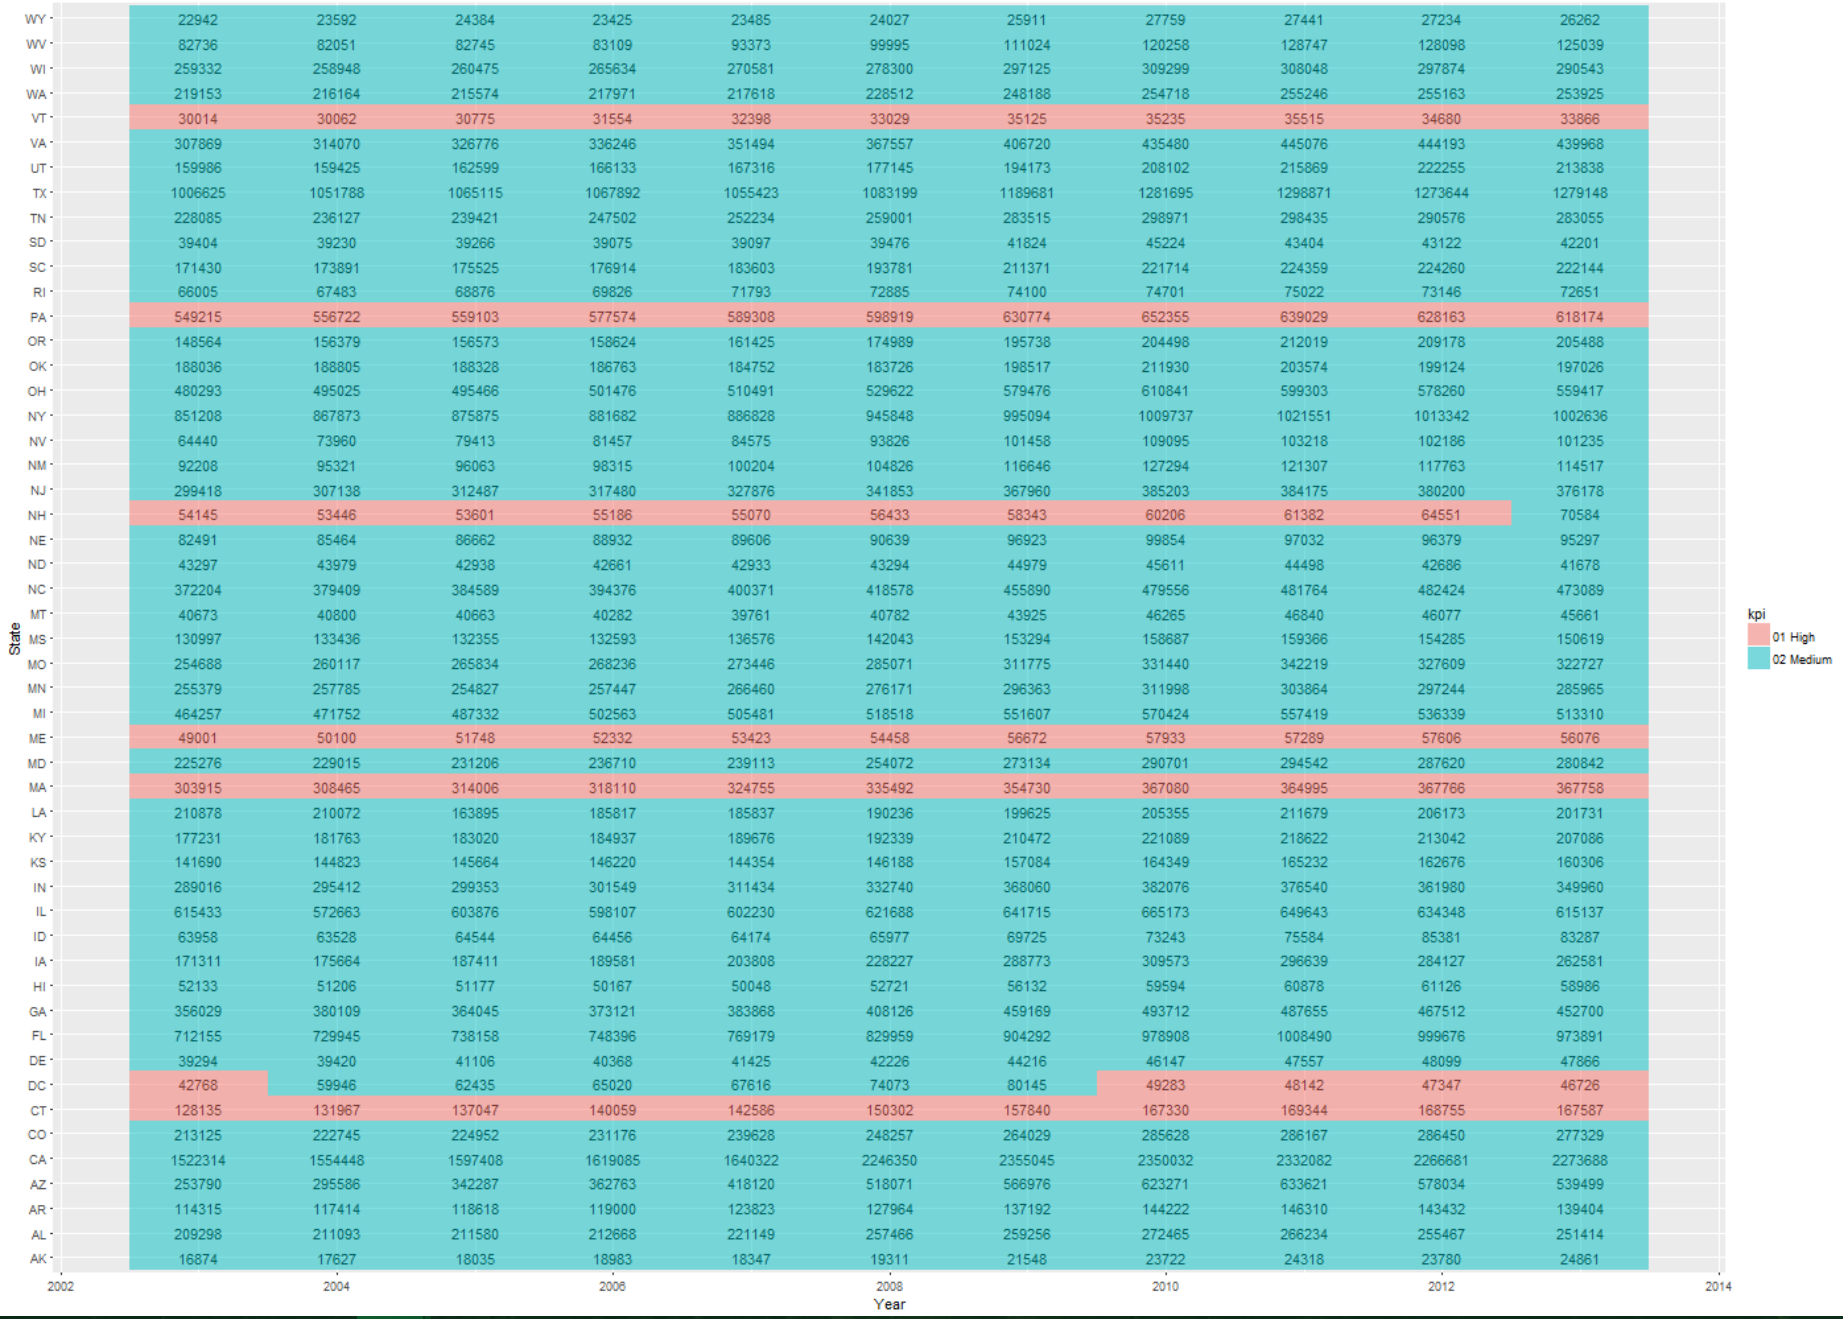 WY 22942 23592 24384 23425 23485 24027 25911 27759 27441 27234 26262
WV 82736 82051 82745 83109 93373 99995 111024 120258 128747 128098 125039
WI 259332 258948 260475 265634 270581 278300 297125 309299 308048 297874 290543
WA 219153 216164 215574 217971 217618 228512 248188 254718 255246 255163 253925
VT 30014 30062 30775 31554 32398 33029 35125 35235 35515 34680 33866
VA 307869 314070 326776 336246 351494 367557 406720 435480 445076 444193 439968
UT 159986 159425 162599 166133 167316 177145 194173 208102 215869 222255 213838
TX 1006625 1051788 1065115 1067892 1055423 1083199 1189681 1281695 1298871 1273644 1279148
TN 228085 236127 239421 247502 252234 259001 283515 298971 298435 290576 283055
SD 39404 39230 39266 39075 39097 39476 41824 45224 43404 43122 42201
SC 171430 173891 175525 176914 183603 193781 211371 221714 224359 224260 222144
RI 66005 67483 68876 69826 71793 72885 74100 74701 75022 73146 72651
PA 549215 556722 559103 577574 589308 598919 630774 652355 639029 628163 618174
OR 148564 156379 156573 158624 161425 174989 195738 204498 212019 209178 205488
OK 188036 188805 188328 186763 184752 183726 198517 211930 203574 199124 197026
OH 480293 495025 495466 501476 510491 529622 579476 610841 599303 578260 559417
NY 851208 867873 875875 881682 886828 945848 995094 1009737 1021551 1013342 1002636
NV 64440 73960 79413 81457 84575 93826 101458 109095 103218 102186 101235
NM 92208 95321 96063 98315 100204 104826 116646 127294 121307 117763 114517
NJ 299418 307138 312487 317480 327876 341853 367960 385203 384175 380200 376178
NH 54145 53446 53601 55186 55070 56433 58343 60206 61382 64551 70584
NE 82491 85464 86662 88932 89606 90639 96923 99854 97032 96379 95297
ND 43297 43979 42938 42661 42933 43294 44979 45611 44498 42686 41678
NC 372204 379409 384589 394376 400371 418578 455890 479556 481764 482424 473089
MT 40673 40800 40663 40282 39761 40782 43925 46265 46840 46077 45661
MS 130997 133436 132355 132593 136576 142043 153294 158687 159366 154285 150619
MO 254688 260117 265834 268236 273446 285071 311775 331440 342219 327609 322727
MN 255379 257785 254827 257447 266460 276171 296363 311998 303864 297244 285965
MI 464257 471752 487332 502563 505481 518518 551607 570424 557419 536339 513310
ME 49001 50100 51748 52332 53423 54458 56672 57933 57289 57606 56076
MD 225276 229015 231206 236710 239113 254072 273134 290701 294542 287620 280842
MA 303915 308465 314006 318110 324755 335492 354730 367080 364995 367766 367758
LA 210878 210072 163895 185817 185837 190236 199625 205355 211679 206173 201731
KY 177231 181763 183020 184937 189676 192339 210472 221089 218622 213042 207086
KS 141690 144823 145664 146220 144354 146188 157084 164349 165232 162676 160306
IN 289016 295412 299353 301549 311434 332740 368060 382076 376540 361980 349960
IL 615433 572663 603876 598107 602230 621688 641715 665173 649643 634348 615137
ID 63958 63528 64544 64456 64174 65977 69725 73243 75584 85381 83287
IA 171311 175664 187411 189581 203808 228227 288773 309573 296639 284127 262581
HI 52133 51206 51177 50167 50048 52721 56132 59594 60878 61126 58986
GA 356029 380109 364045 373121 383868 408126 459169 493712 487655 467512 452700
FL 712155 729945 738158 748396 769179 829959 904292 978908 1008490 999676 973891
DE 39294 39420 41106 40368 41425 42226 44216 46147 47557 48099 47866
DC 42768 59946 62435 65020 67616 74073 80145 49283 48142 47347 46726
CT 128135 131967 137047 140059 142586 150302 157840 167330 169344 168755 167587
CO 213125 222745 224952 231176 239628 248257 264029 285628 286167 286450 277329
CA 1522314 1554448 1597408 1619085 1640322 2246350 2355045 2350032 2332082 2266681 2273688
AZ 253790 295586 342287 362763 418120 518071 566976 623271 633621 578034 539499
AR 114315 117414 118618 119000 123823 127964 137192 144222 146310 143432 139404
AL 209298 211093 211580 212668 221149 257466 259256 272465 266234 255467 251414
AK 16874 17627 18035 18983 18347 19311 21548 23722 24318 23780 24861
2002 2004 2006 2008 2010 2012 2014
Year
State
kpi
01 High
02 Medium